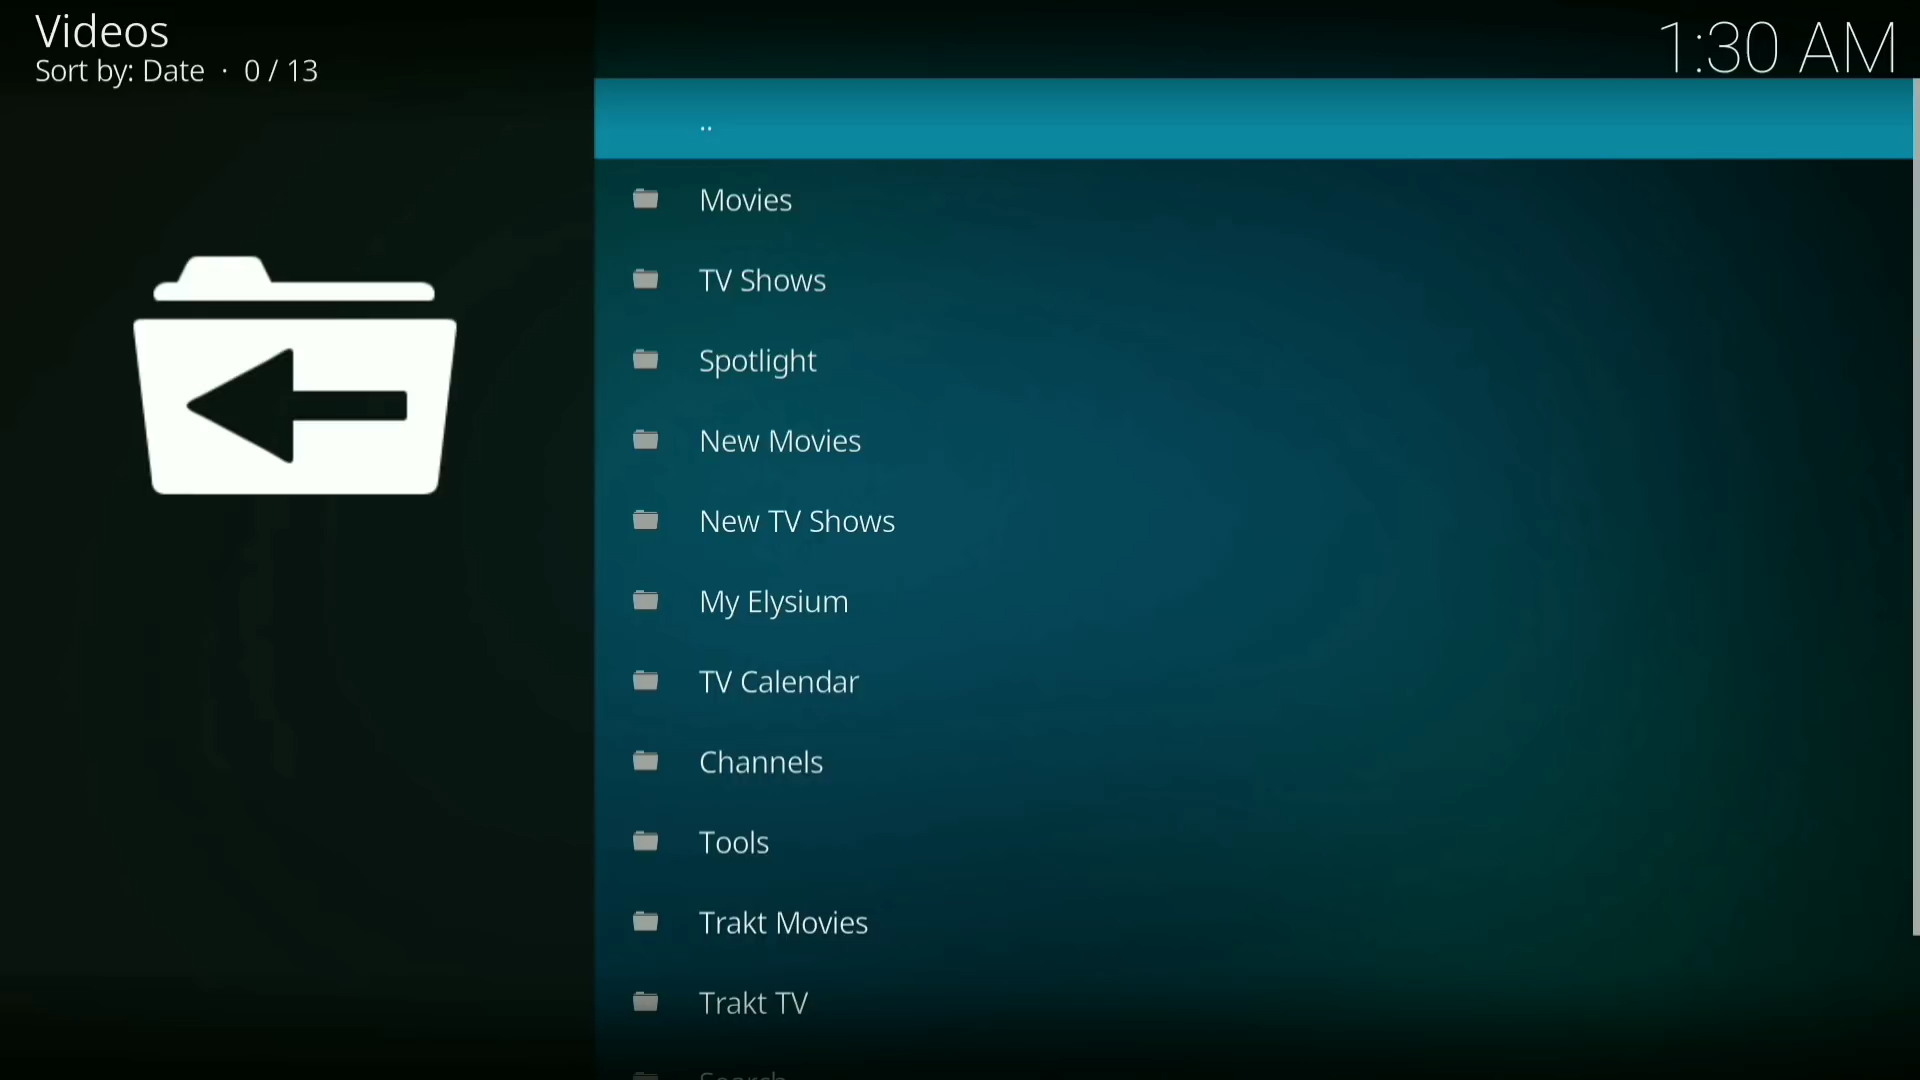 Videos
Sort by: Date · 0 / 13
1:30 AM
..
Movies
TV Shows
Spotlight
New Movies
New TV Shows
My Elysium
TV Calendar
Channels
Tools
Trakt Movies
Trakt TV
Search